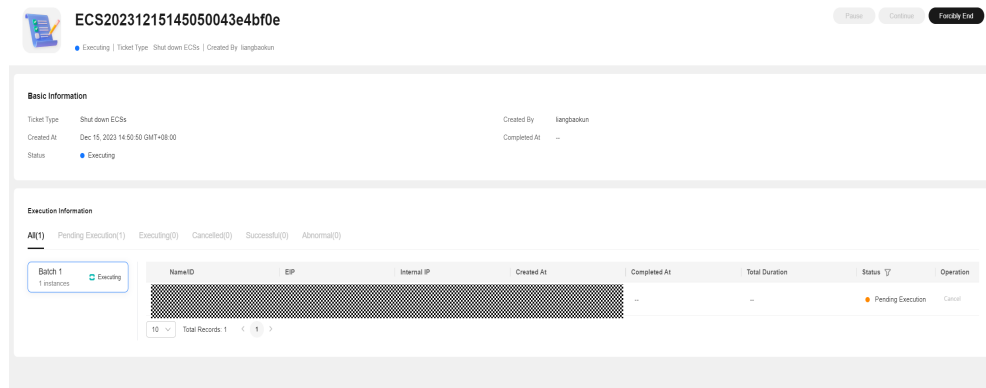 ECS20231215145050043e4bf0e
Pause Continue Forcibly End
Executing | Ticket Type Shut down ECSs | Created By liangbaokun
Basic Information
Ticket Type Shut down ECSs Created By liangbaokun
Created At Dec 15, 2023 14:50:50 GMT+08:00 Completed At --
Status Executing
Execution Information
All(1) Pending Execution(1) Executing(0) Cancelled(0) Successful(0) Abnormal(0)
Batch 1 Executing
1 instances
Name/ID EIP Internal IP Created At Completed At Total Duration Status Operation
-- -- Pending Execution Cancel
10 Total Records: 1 < 1 >